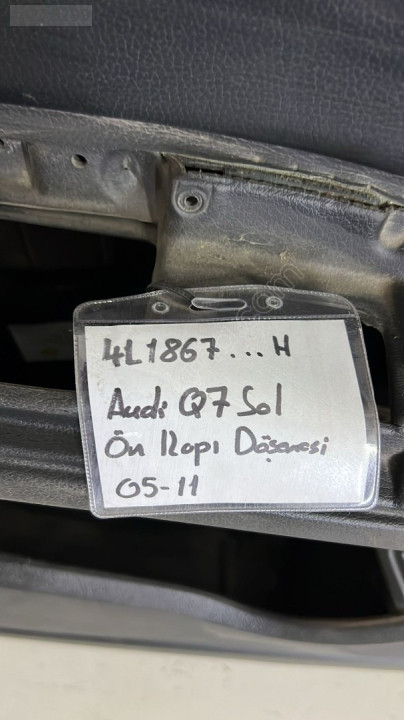 4L1867...H
Audi Q7 Sol
Ön Kapı Döşemesi
05-11